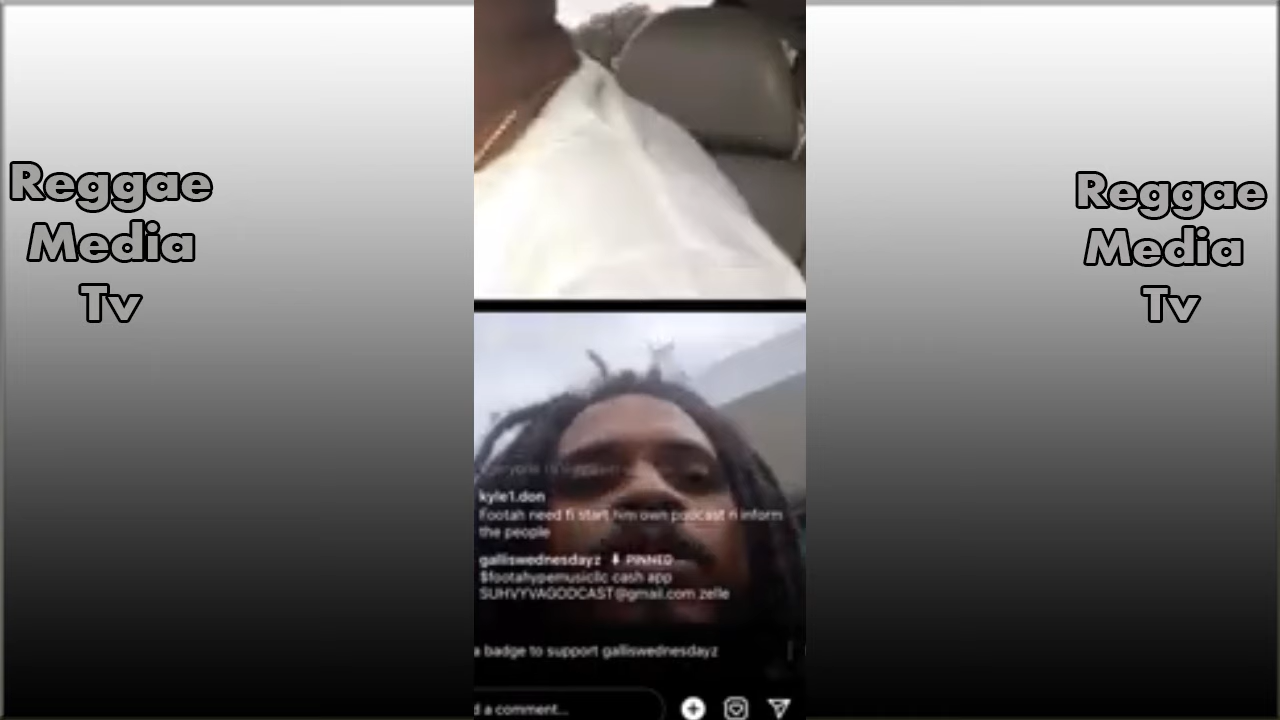 Reggae
Media
Tv
Reggae
Media
Tv
kyle1.don
Footah need fi start him own podcast fi inform
the people
galliswednesdayz PINNED
$footahypemusicllc cash app
SUHVYVAGODCAST@gmail.com zelle
a badge to support galliswednesdayz
d a comment...